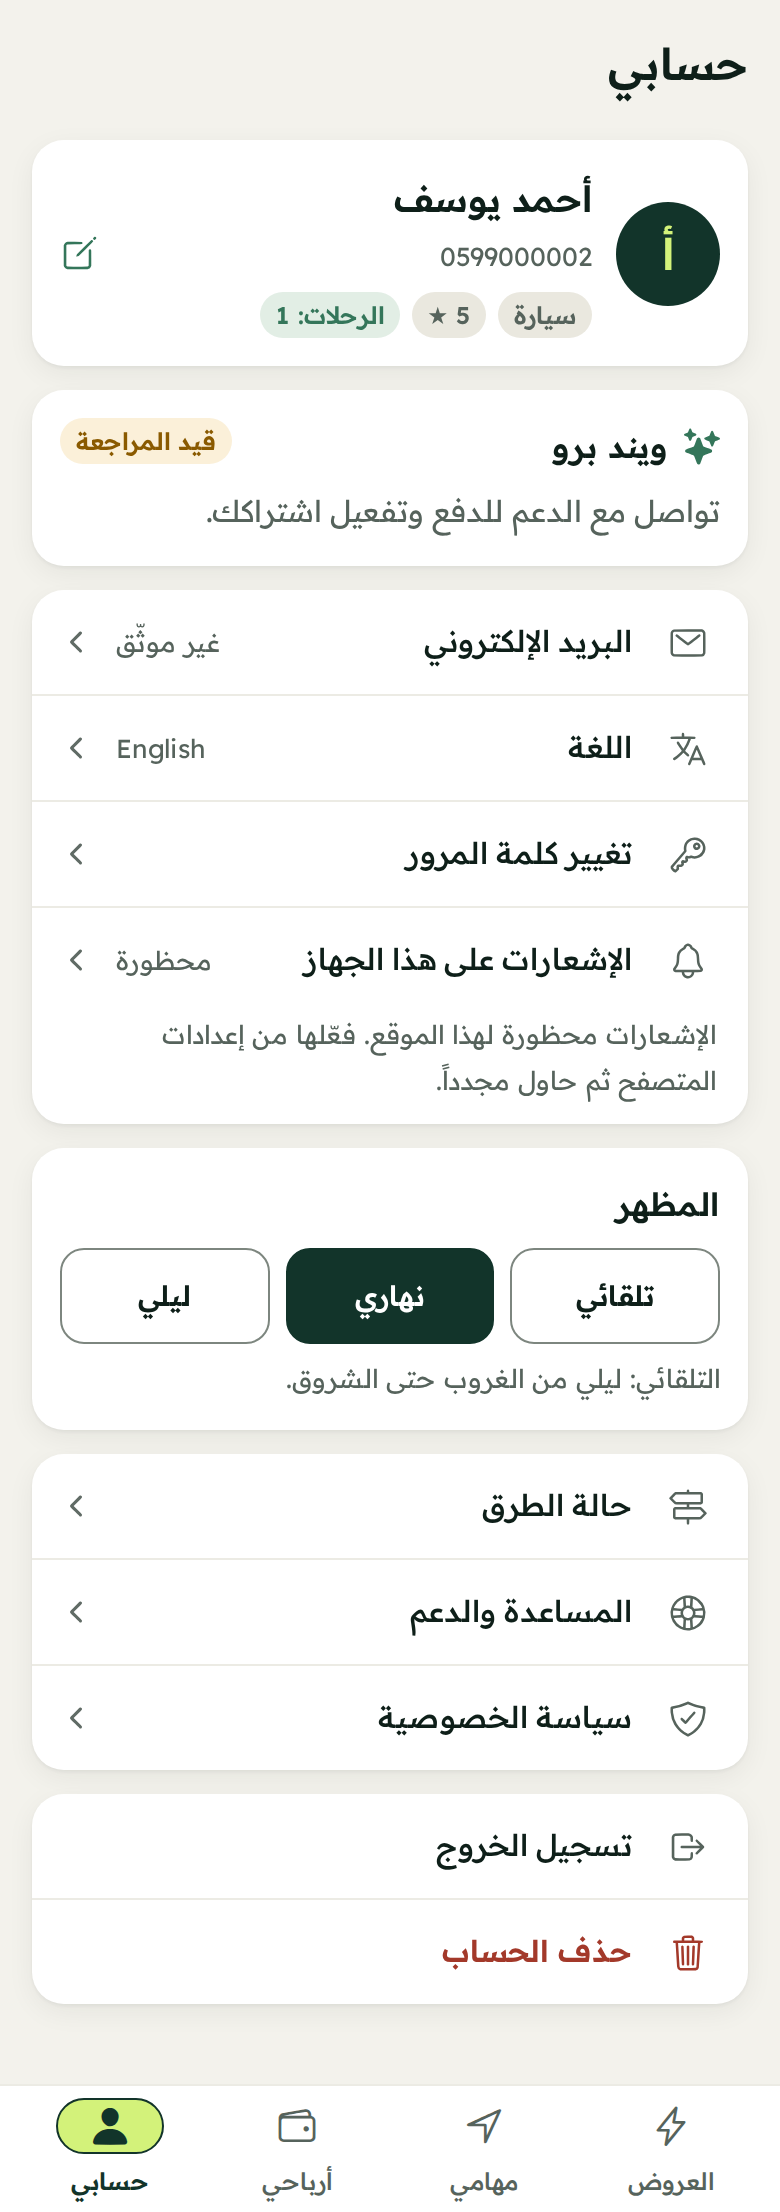 حسابي
أحمد يوسف
0599000002
سيارة
5 ★
الرحلات: 1
ويند برو
قيد المراجعة
تواصل مع الدعم للدفع وتفعيل اشتراكك.
البريد الإلكتروني
غير موثّق
اللغة
English
تغيير كلمة المرور
الإشعارات على هذا الجهاز
محظورة
الإشعارات محظورة لهذا الموقع. فعّلها من إعدادات
المتصفح ثم حاول مجدداً.
المظهر
تلقائي
نهاري
ليلي
التلقائي: ليلي من الغروب حتى الشروق.
حالة الطرق
المساعدة والدعم
سياسة الخصوصية
تسجيل الخروج
حذف الحساب
العروض
مهامي
أرباحي
حسابي